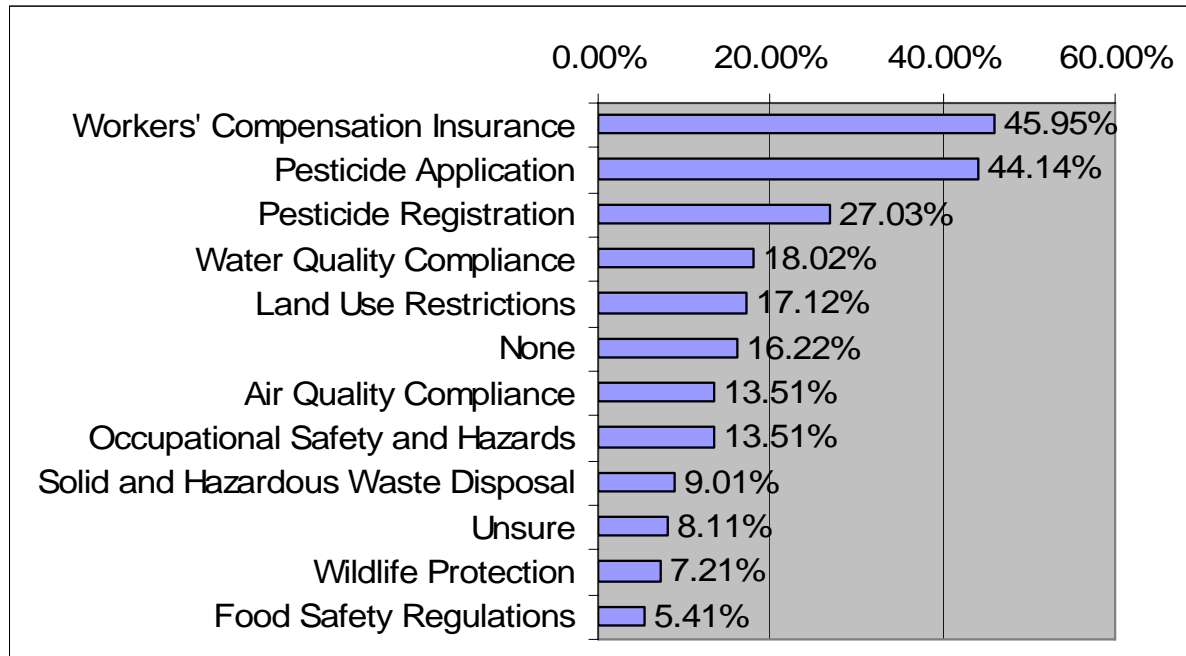 0.00% 20.00% 40.00% 60.00%
Workers' Compensation Insurance 45.95%
Pesticide Application 44.14%
Pesticide Registration 27.03%
Water Quality Compliance 18.02%
Land Use Restrictions 17.12%
None 16.22%
Air Quality Compliance 13.51%
Occupational Safety and Hazards 13.51%
Solid and Hazardous Waste Disposal 9.01%
Unsure 8.11%
Wildlife Protection 7.21%
Food Safety Regulations 5.41%